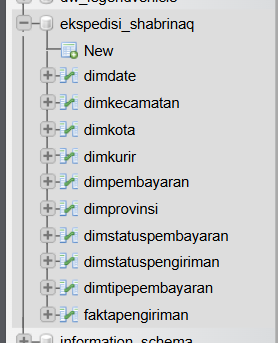 dw_legendvehicle
ekspedisi_shabrinaq
New
dimdate
dimkecamatan
dimkota
dimkurir
dimpembayaran
dimprovinsi
dimstatuspembayaran
dimstatuspengiriman
dimtipepembayaran
faktapengiriman
information_schema